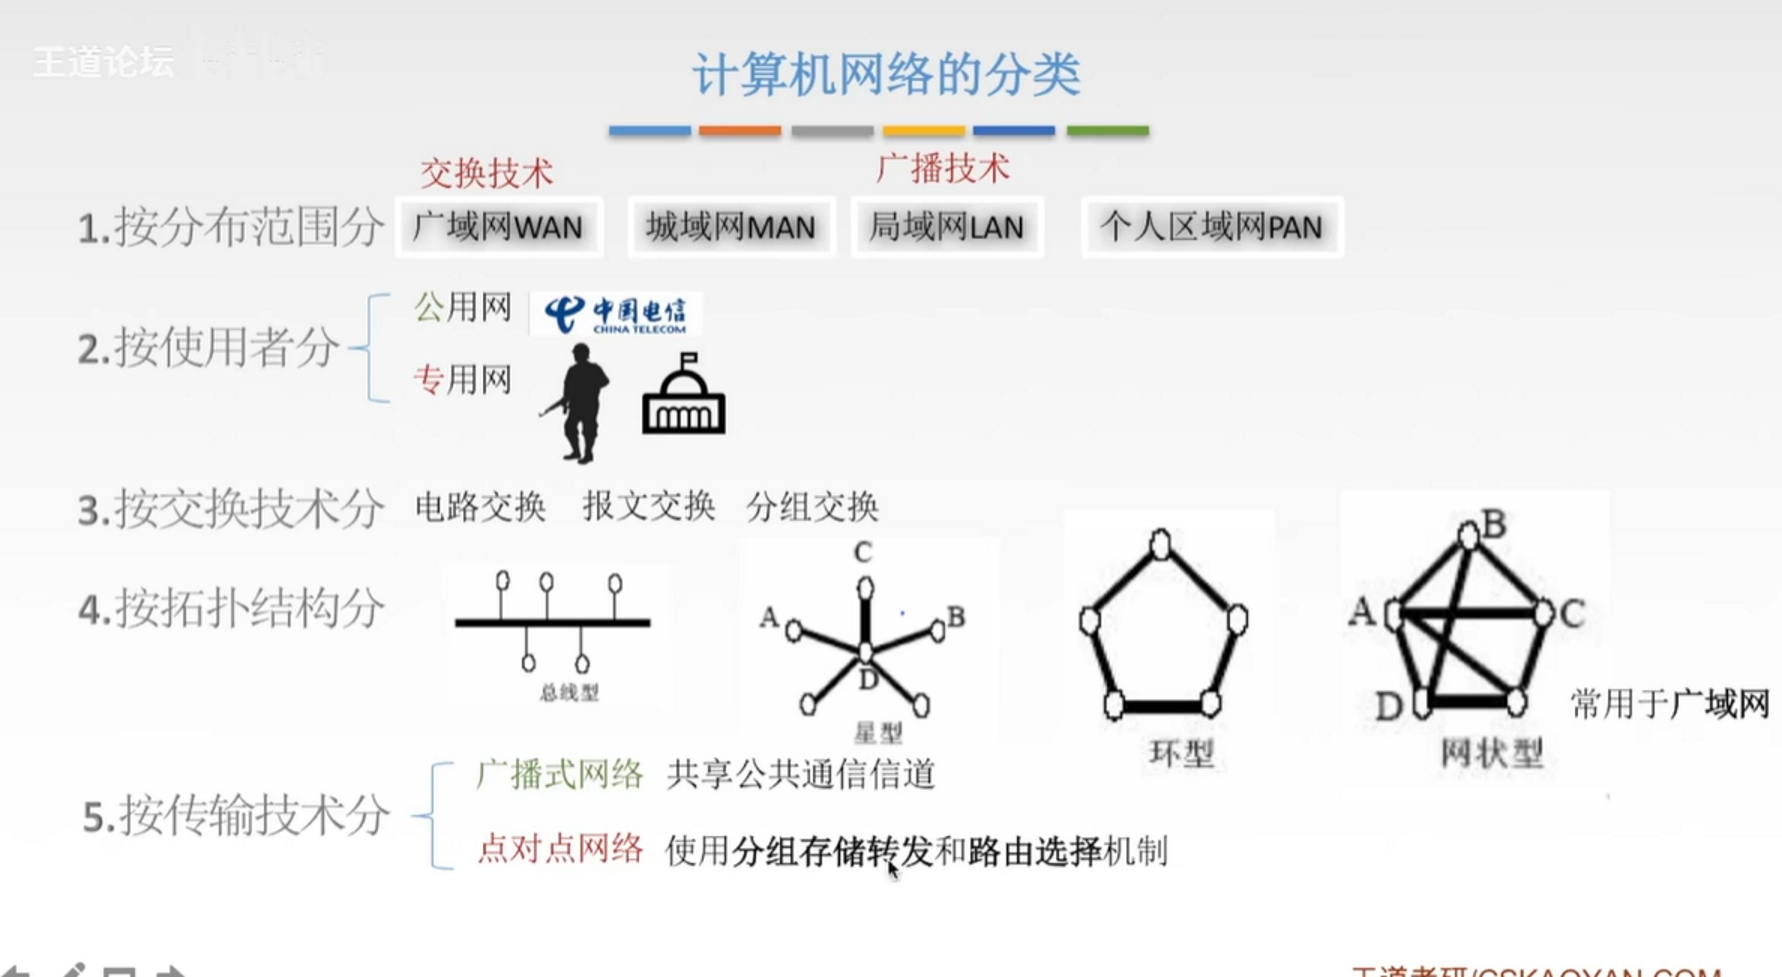 王道论坛
计算机网络的分类
交换技术 广播技术
1.按分布范围分 广域网WAN 城域网MAN 局域网LAN 个人区域网PAN
2.按使用者分
公用网 中国电信
CHINA TELECOM
专用网
3.按交换技术分 电路交换 报文交换 分组交换
4.按拓扑结构分
总线型
C
A B
D
星型
环型
B
A C
D 常用于广域网
网状型
5.按传输技术分
广播式网络 共享公共通信信道
点对点网络 使用分组存储转发和路由选择机制
王道考研/CSKAOYAN.COM